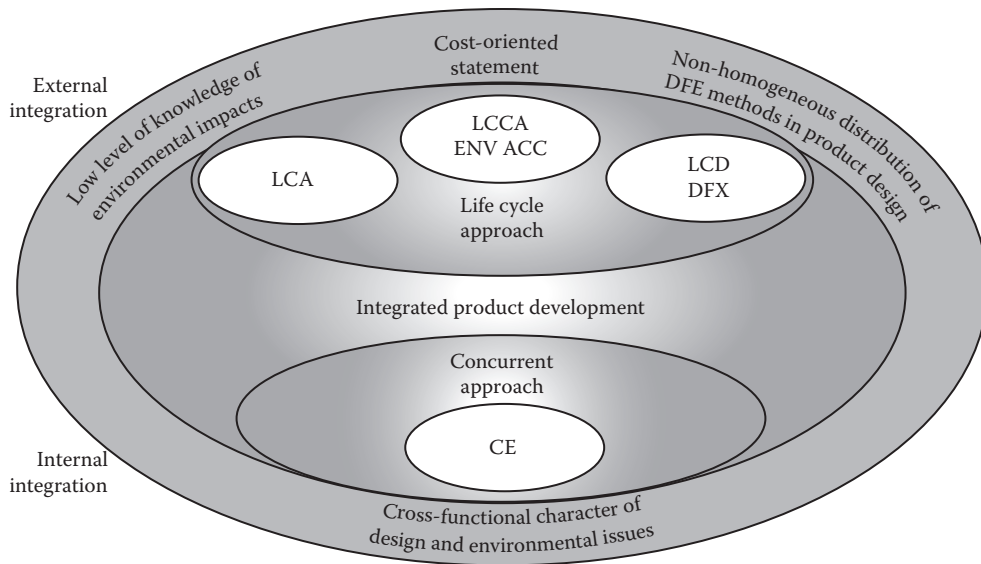 External
integration
Low level of knowledge of
environmental impacts
Cost-oriented
statement
Non-homogeneous distribution of
DFE methods in product design
LCA
LCCA
ENV ACC
LCD
DFX
Life cycle
approach
Integrated product development
Concurrent
approach
CE
Internal
integration
Cross-functional character of
design and environmental issues